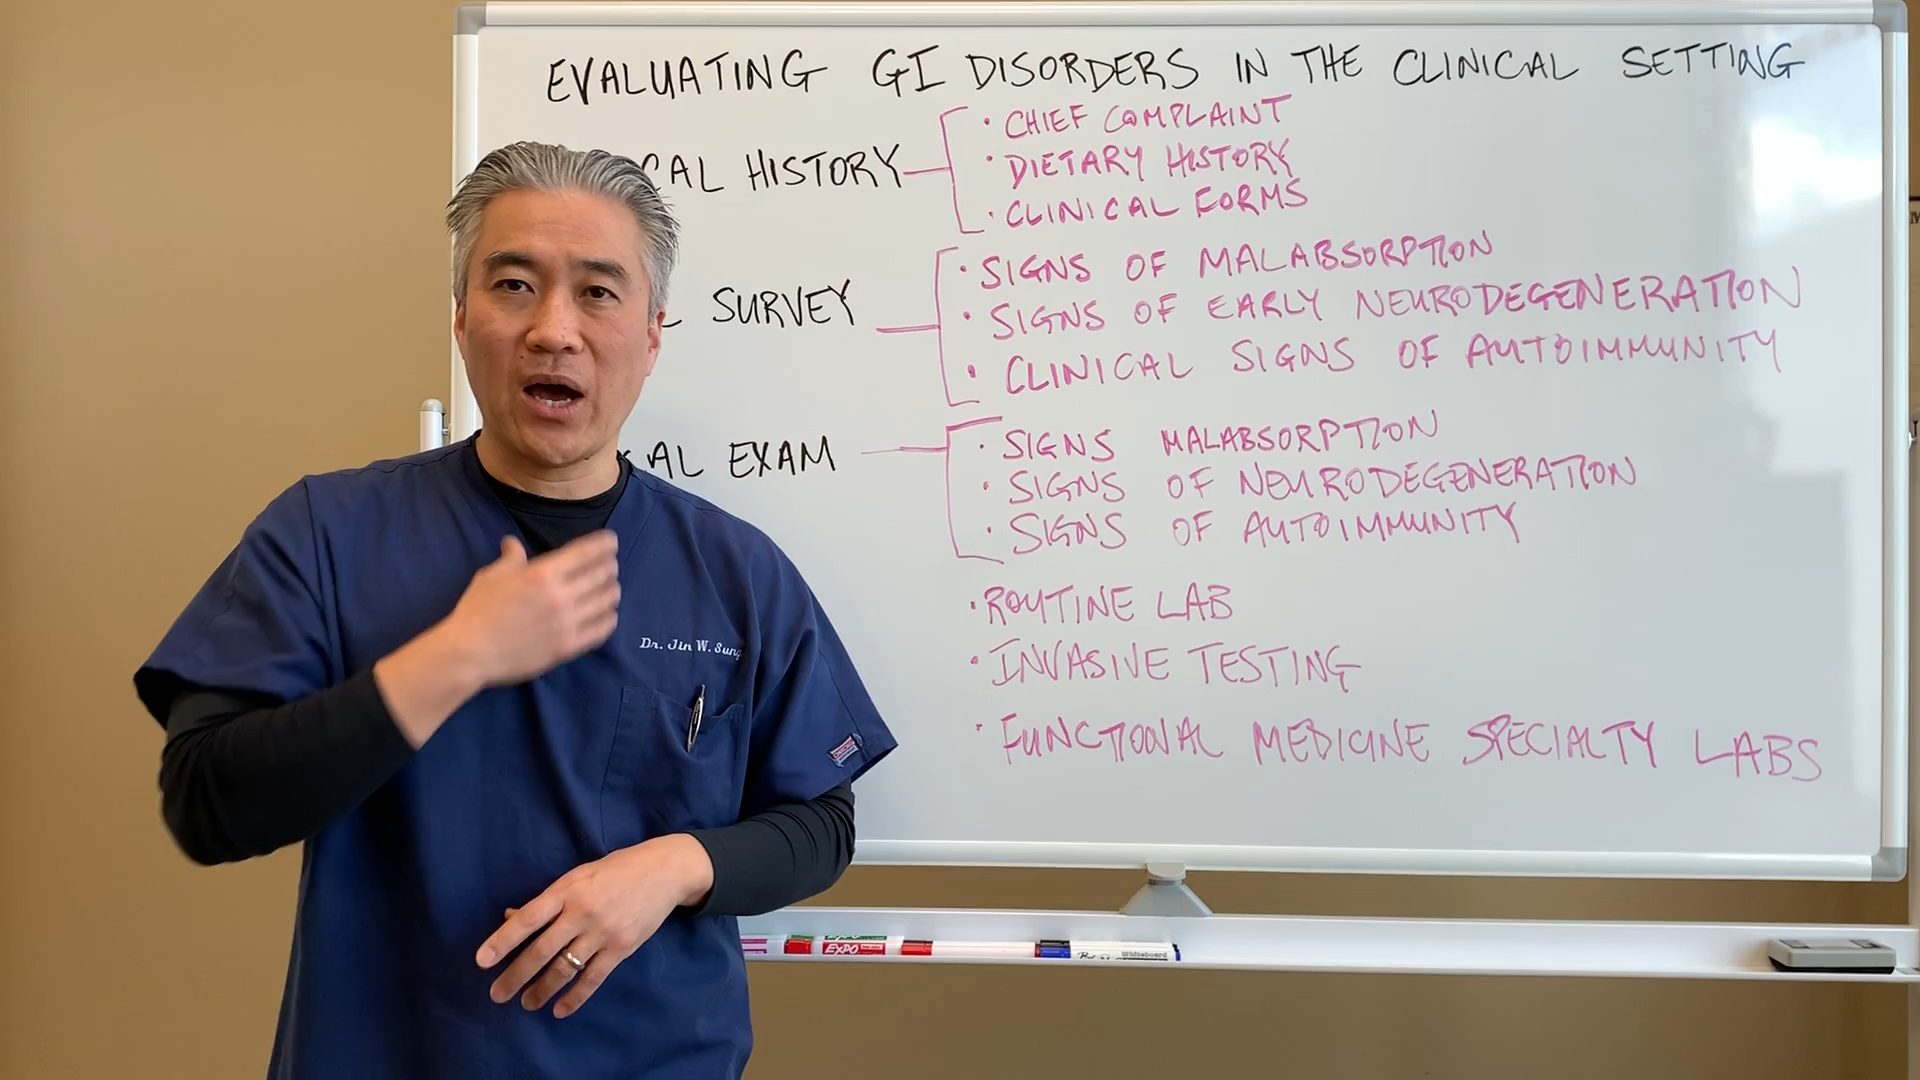 EVALUATING GI DISORDERS IN THE CLINICAL SETTING
CAL HISTORY
• CHIEF COMPLAINT
• DIETARY HISTORY
• CLINICAL FORMS
L SURVEY
• SIGNS OF MALABSORPTION
• SIGNS OF EARLY NEURODEGENERATION
• CLINICAL SIGNS OF AUTOIMMUNITY
CAL EXAM
• SIGNS MALABSORPTION
• SIGNS OF NEURODEGENERATION
• SIGNS OF AUTOIMMUNITY
• ROUTINE LAB
• INVASIVE TESTING
• FUNCTIONAL MEDICINE SPECIALTY LABS
Dr. Jin W. Sung
EXPO